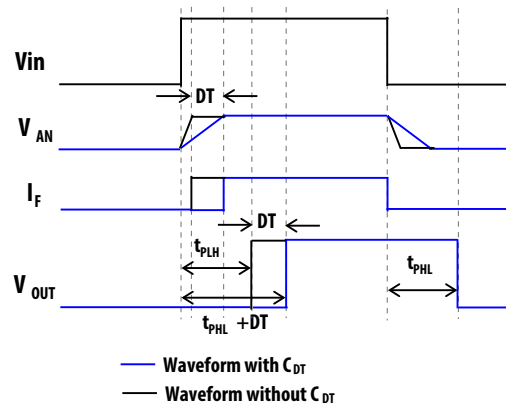 Vin
DT
V AN
I F
DT
t PLH
t PHL
V OUT
t PHL +DT
Waveform with C DT
Waveform without C DT